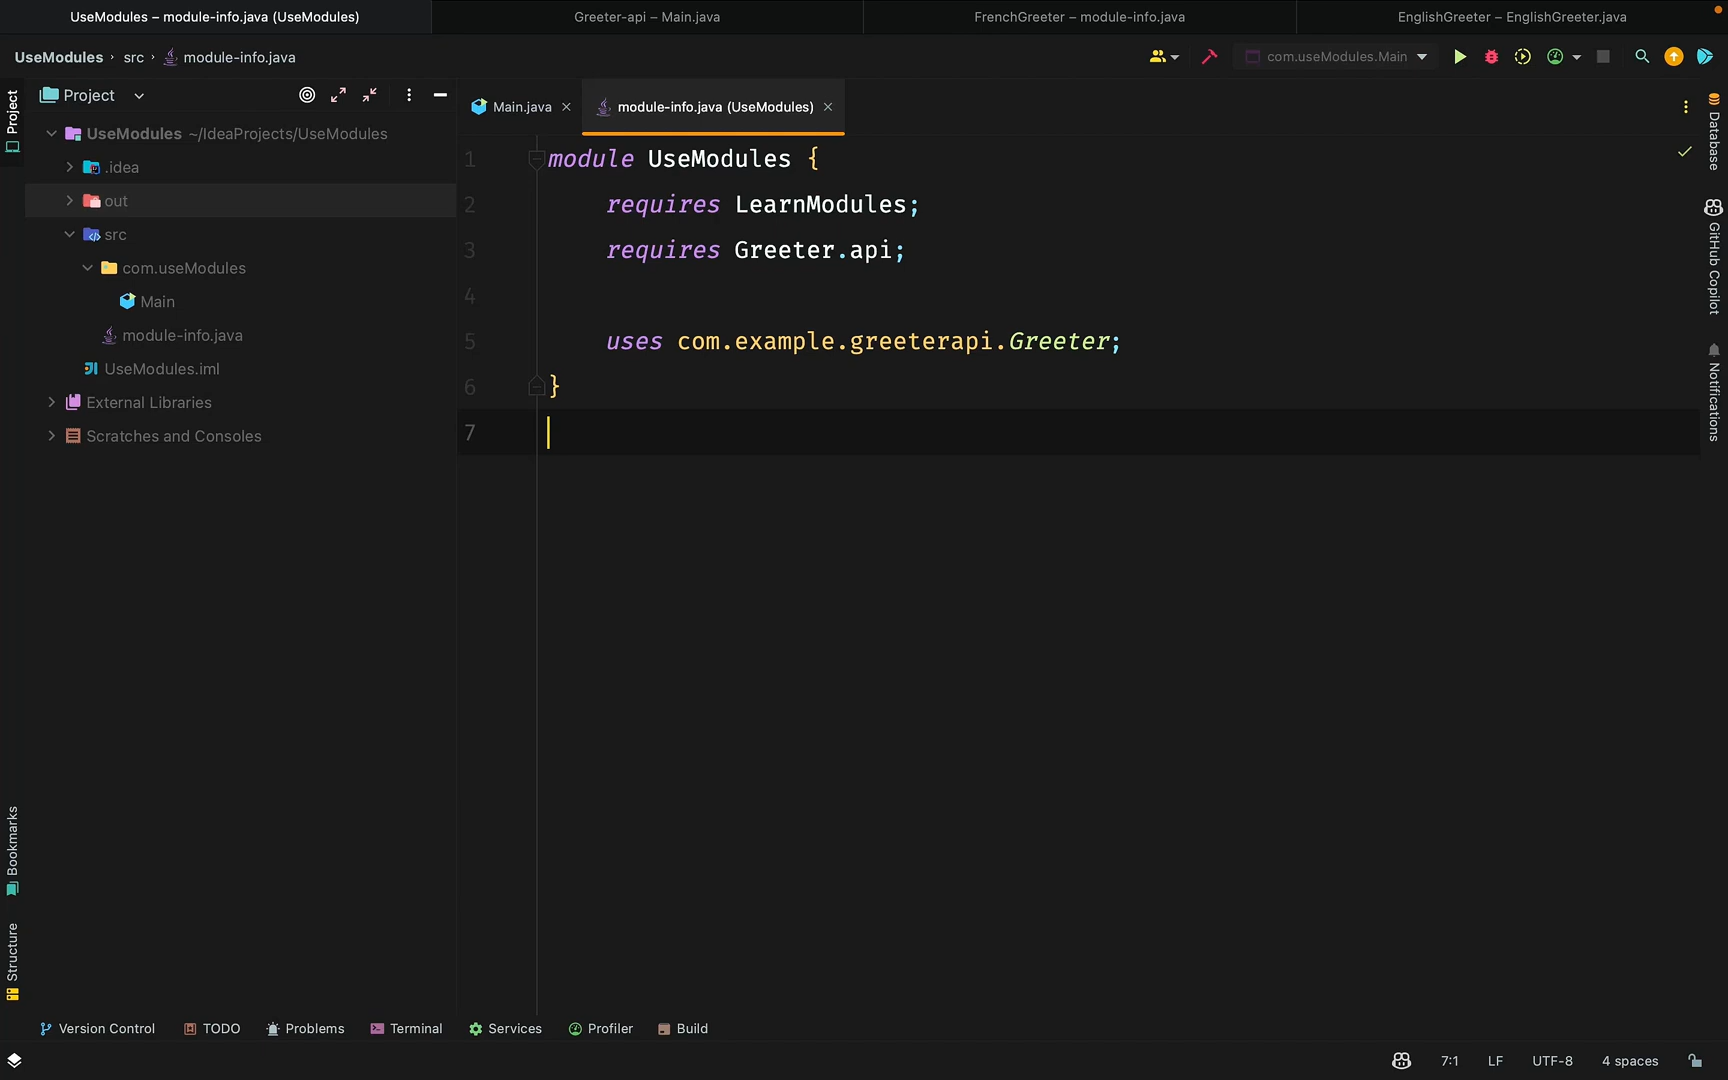 UseModules – module-info.java (UseModules)
Greeter-api – Main.java
FrenchGreeter – module-info.java
EnglishGreeter – EnglishGreeter.java
UseModules › src › module-info.java
com.useModules.Main
Project
Project
Main.java
module-info.java (UseModules)
UseModules ~/IdeaProjects/UseModules
.idea
out
src
com.useModules
Main
module-info.java
UseModules.iml
External Libraries
Scratches and Consoles
1 module UseModules {
2 requires LearnModules;
3 requires Greeter.api;
4
5 uses com.example.greeterapi.Greeter;
6 }
7
Database
GitHub Copilot
Notifications
Bookmarks
Structure
Version Control
TODO
Problems
Terminal
Services
Profiler
Build
7:1
LF
UTF-8
4 spaces